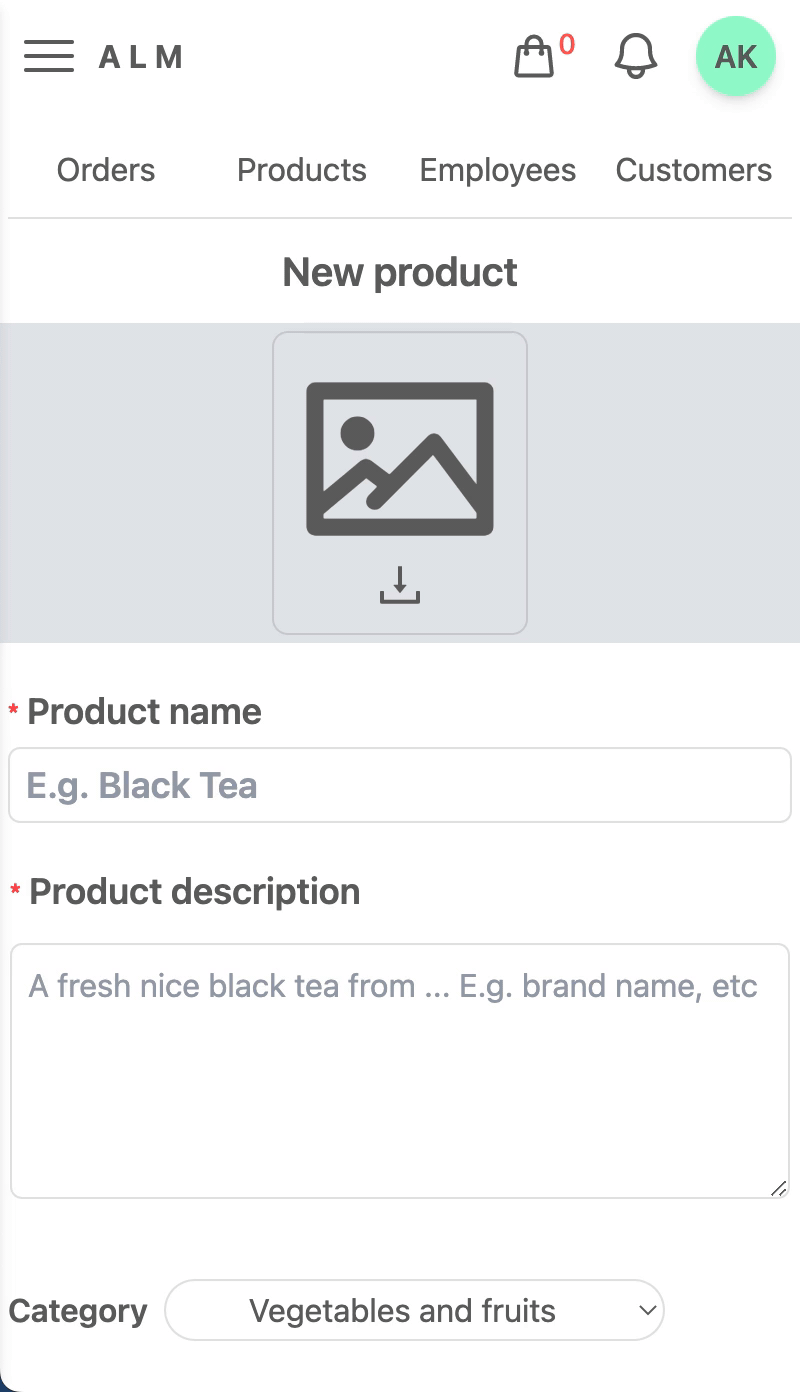 ALM 0 AK
Orders Products Employees Customers
New product
* Product name
E.g. Black Tea
* Product description
A fresh nice black tea from ... E.g. brand name, etc
Category Vegetables and fruits